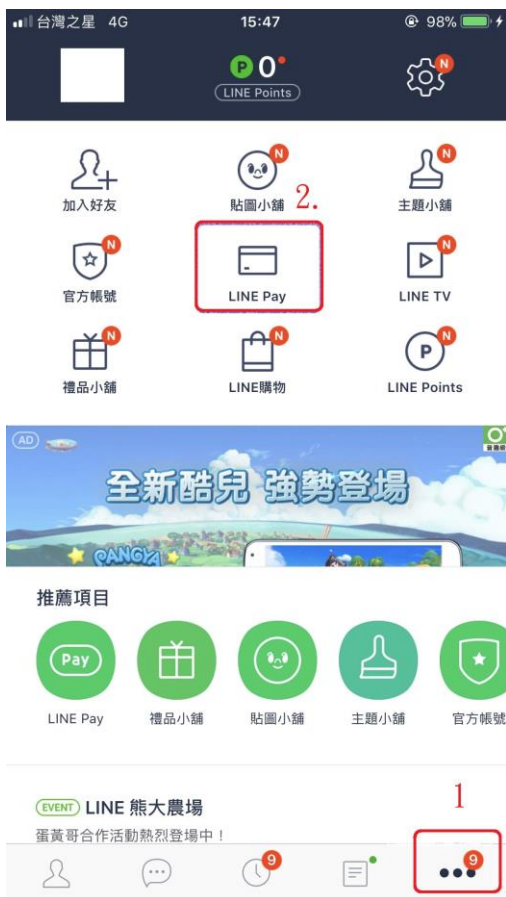 台灣之星 4G 15:47 98%
P 0
N
LINE Points
N N
加入好友 貼圖小舖 2. 主題小舖
N
N
官方帳號 LINE Pay LINE TV
N N N
P
禮品小舖 LINE購物 LINE Points
AD
全新酷兒 強勢登場
PANGYA
推薦項目
Pay
LINE Pay 禮品小舖 貼圖小舖 主題小舖 官方帳號
EVENT LINE 熊大農場
1
蛋黃哥合作活動熱烈登場中！
9 9